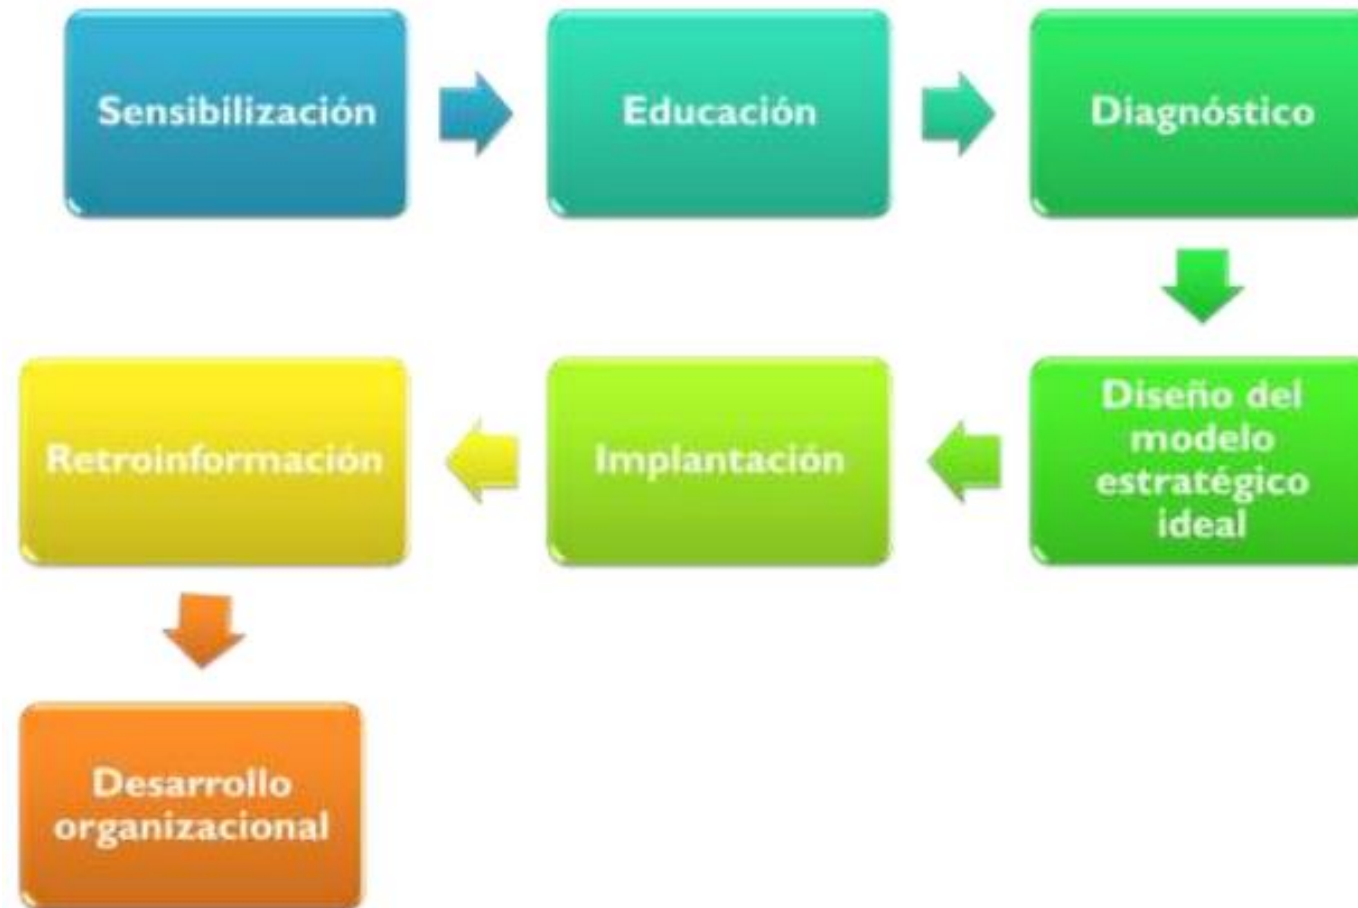 Sensibilización
Educación
Diagnóstico
Diseño del
modelo
estratégico
ideal
Implantación
Retroinformación
Desarrollo
organizacional